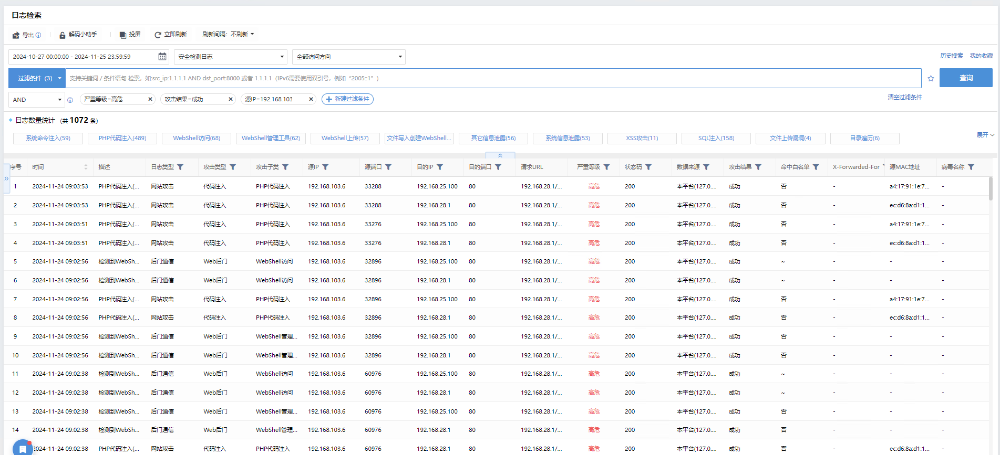 日志检索
导出 解码小助手 投屏 立即刷新 刷新间隔: 不刷新
2024-10-27 00:00:00 - 2024-11-25 23:59:59 安全检测日志 全部访问方向 历史搜索 我的收藏
过滤条件 (3) 支持关键词 / 条件语句 检索，如:src_ip:1.1.1.1 AND dst_port:8000 或者 1.1.1.1（IPv6需要使用双引号，例如“2005::1”） 查询
AND 严重等级=高危 攻击结果=成功 源IP=192.168.103 新建过滤条件 清空过滤条件
日志数量统计 (共 1072 条)
系统命令注入(59) PHP代码注入(489) WebShell访问(68) WebShell管理工具(62) WebShell上传(57) 文件写入创建WebShell... 其它信息泄露(56) 系统信息泄露(53) XSS攻击(11) SQL注入(158) 文件上传漏洞(4) 目录遍历(6) 展开
序号 时间 描述 日志类型 攻击类型 攻击子类 源IP 源端口 目的IP 目的端口 请求URL 严重等级 状态码 数据来源 攻击结果 命中白名单 X-Forwarded-For 源MAC地址 病毒名称
1 2024-11-24 09:03:53 PHP代码注入(... 网站攻击 代码注入 PHP代码注入 192.168.103.6 33288 192.168.25.100 80 192.168.28.1/... 高危 200 本平台(127.0.... 成功 否 - a4:17:91:1e:7... -
2 2024-11-24 09:03:53 PHP代码注入(... 网站攻击 代码注入 PHP代码注入 192.168.103.6 33288 192.168.28.1 80 192.168.28.1/... 高危 200 本平台(127.0.... 成功 否 - ec:d6:8a:d1:1... -
3 2024-11-24 09:03:51 PHP代码注入(... 网站攻击 代码注入 PHP代码注入 192.168.103.6 33276 192.168.25.100 80 192.168.28.1/... 高危 200 本平台(127.0.... 成功 否 - a4:17:91:1e:7... -
4 2024-11-24 09:03:51 PHP代码注入(... 网站攻击 代码注入 PHP代码注入 192.168.103.6 33276 192.168.28.1 80 192.168.28.1/... 高危 200 本平台(127.0.... 成功 否 - ec:d6:8a:d1:1... -
5 2024-11-24 09:02:56 检测到WebSh... 后门通信 Web后门 WebShell访问 192.168.103.6 32896 192.168.25.100 80 192.168.28.1/... 高危 200 本平台(127.0.... 成功 ~ - - -
6 2024-11-24 09:02:56 检测到WebSh... 后门通信 Web后门 WebShell访问 192.168.103.6 32896 192.168.28.1 80 192.168.28.1/... 高危 200 本平台(127.0.... 成功 ~ - - -
7 2024-11-24 09:02:56 PHP代码注入(... 网站攻击 代码注入 PHP代码注入 192.168.103.6 32896 192.168.25.100 80 192.168.28.1/... 高危 200 本平台(127.0.... 成功 否 - a4:17:91:1e:7... -
8 2024-11-24 09:02:56 PHP代码注入(... 网站攻击 代码注入 PHP代码注入 192.168.103.6 32896 192.168.28.1 80 192.168.28.1/... 高危 200 本平台(127.0.... 成功 否 - ec:d6:8a:d1:1... -
9 2024-11-24 09:02:56 检测到WebSh... 后门通信 Web后门 WebShell管理... 192.168.103.6 32896 192.168.25.100 80 192.168.28.1/... 高危 200 本平台(127.0.... 成功 否 - - -
10 2024-11-24 09:02:56 检测到WebSh... 后门通信 Web后门 WebShell管理... 192.168.103.6 32896 192.168.28.1 80 192.168.28.1/... 高危 200 本平台(127.0.... 成功 否 - - -
11 2024-11-24 09:02:38 检测到WebSh... 后门通信 Web后门 WebShell访问 192.168.103.6 60976 192.168.25.100 80 192.168.28.1/... 高危 200 本平台(127.0.... 成功 ~ - - -
12 2024-11-24 09:02:38 检测到WebSh... 后门通信 Web后门 WebShell访问 192.168.103.6 60976 192.168.28.1 80 192.168.28.1/... 高危 200 本平台(127.0.... 成功 ~ - - -
13 2024-11-24 09:02:38 检测到WebSh... 后门通信 Web后门 WebShell管理... 192.168.103.6 60976 192.168.25.100 80 192.168.28.1/... 高危 200 本平台(127.0.... 成功 否 - - -
14 2024-11-24 09:02:38 检测到WebSh... 后门通信 Web后门 WebShell管理... 192.168.103.6 60976 192.168.28.1 80 192.168.28.1/... 高危 200 本平台(127.0.... 成功 否 - - -
2024-11-24 09:02:38 PHP代码注入(... 网站攻击 代码注入 PHP代码注入 192.168.103.6 60976 192.168.28.1 80 192.168.28.1/... 高危 200 本平台(127.0.... 成功 否 - ec:d6:8a:d1:1... -